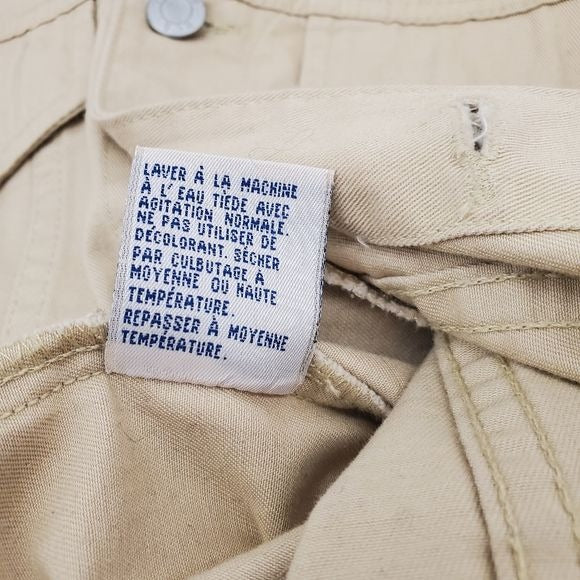 LAVER À LA MACHINE
À L'EAU TIEDE AVEC
AGITATION NORMALE.
NE PAS UTILISER DE
DÉCOLORANT. SÉCHER
PAR CULBUTAGE À
MOYENNE OU HAUTE
TEMPÉRATURE.
REPASSER À MOYENNE
TEMPÉRATURE.